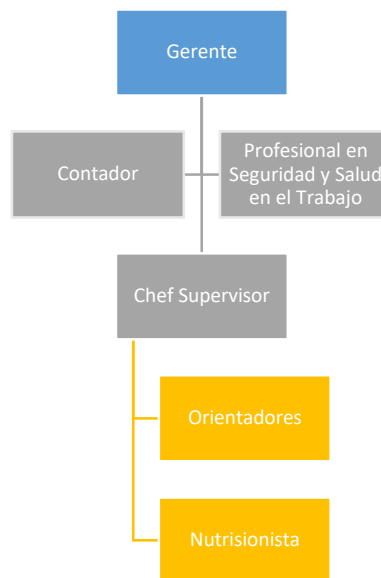 Gerente
Contador
Profesional en
Seguridad y Salud
en el Trabajo
Chef Supervisor
Orientadores
Nutrisionista